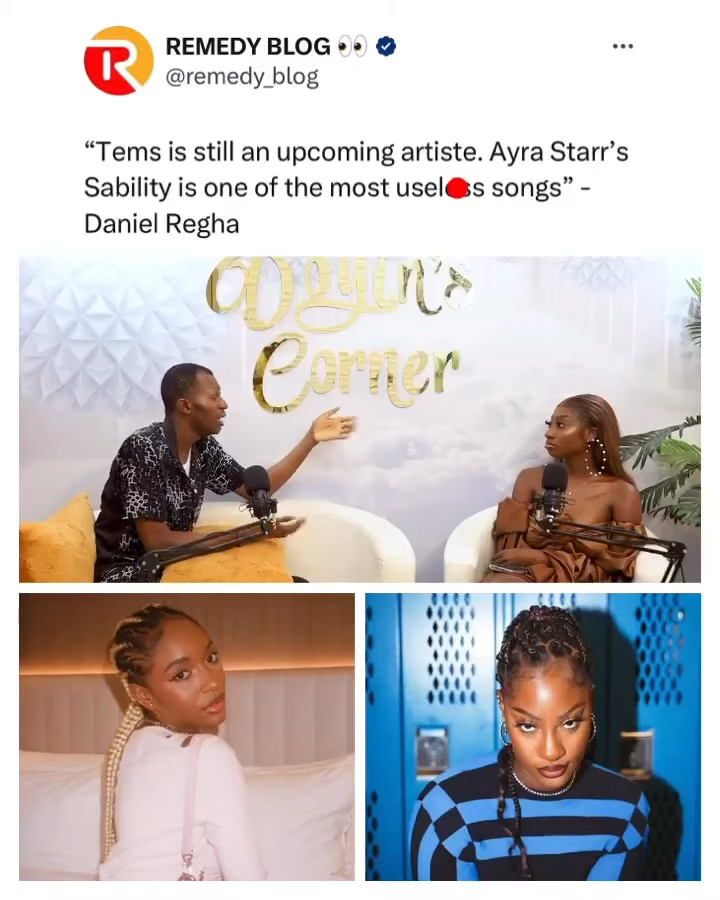 REMEDY BLOG 👀
@remedy_blog
“Tems is still an upcoming artiste. Ayra Starr’s
Sability is one of the most useless songs” -
Daniel Regha
Corner